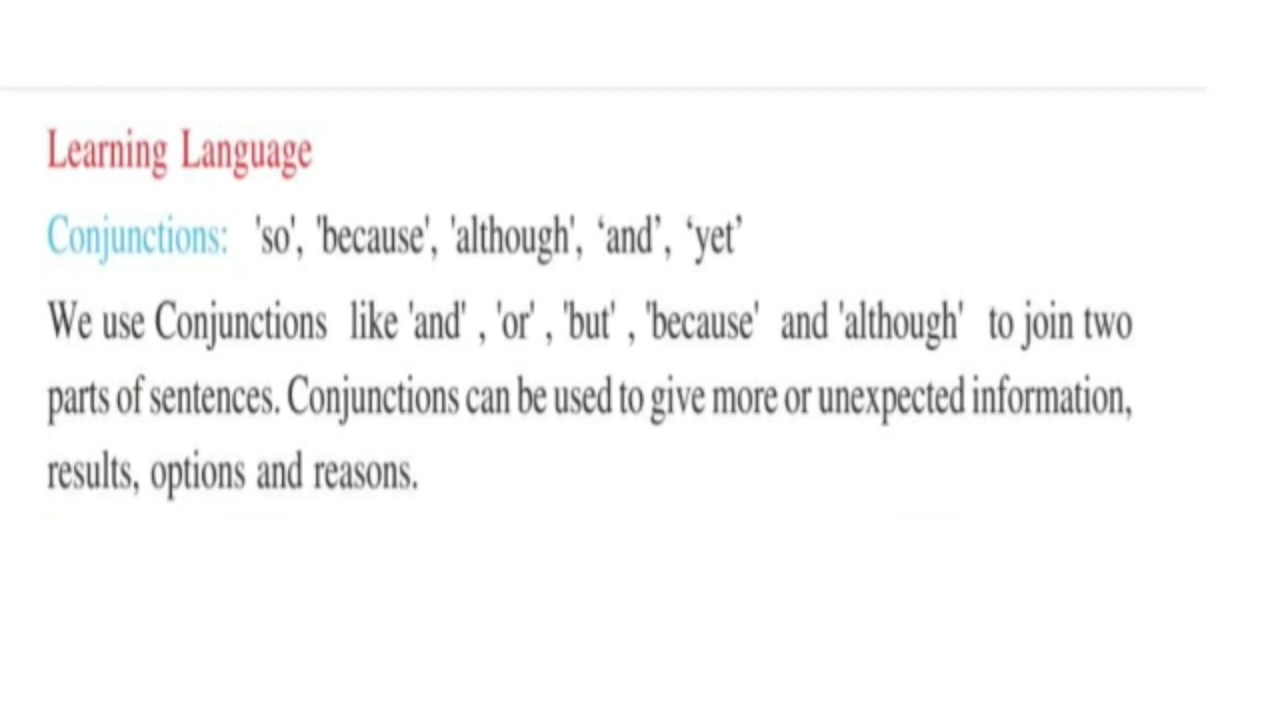 Learning Language
Conjunctions: 'so', 'because', 'although', ‘and’, ‘yet’
We use Conjunctions like 'and' , 'or' , 'but' , 'because' and 'although' to join two
parts of sentences. Conjunctions can be used to give more or unexpected information,
results, options and reasons.